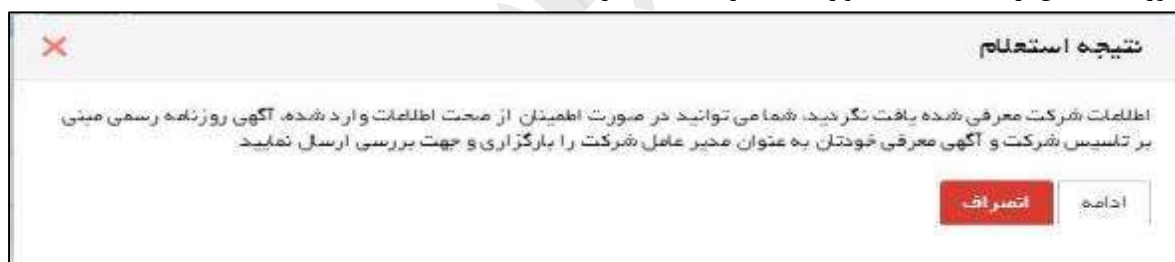 نتیجه استعلام
اطلاعات شرکت معرفی شده یافت نگردید، شما می توانید در صورت اطمینان از صحت اطلاعات وارد شده، آگهی روزنامه رسمی مبنی
بر تاسیس شرکت و آگهی معرفی خودتان به عنوان مدیر عامل شرکت را بارگزاری و جهت بررسی ارسال نمایید
ادامه انصراف